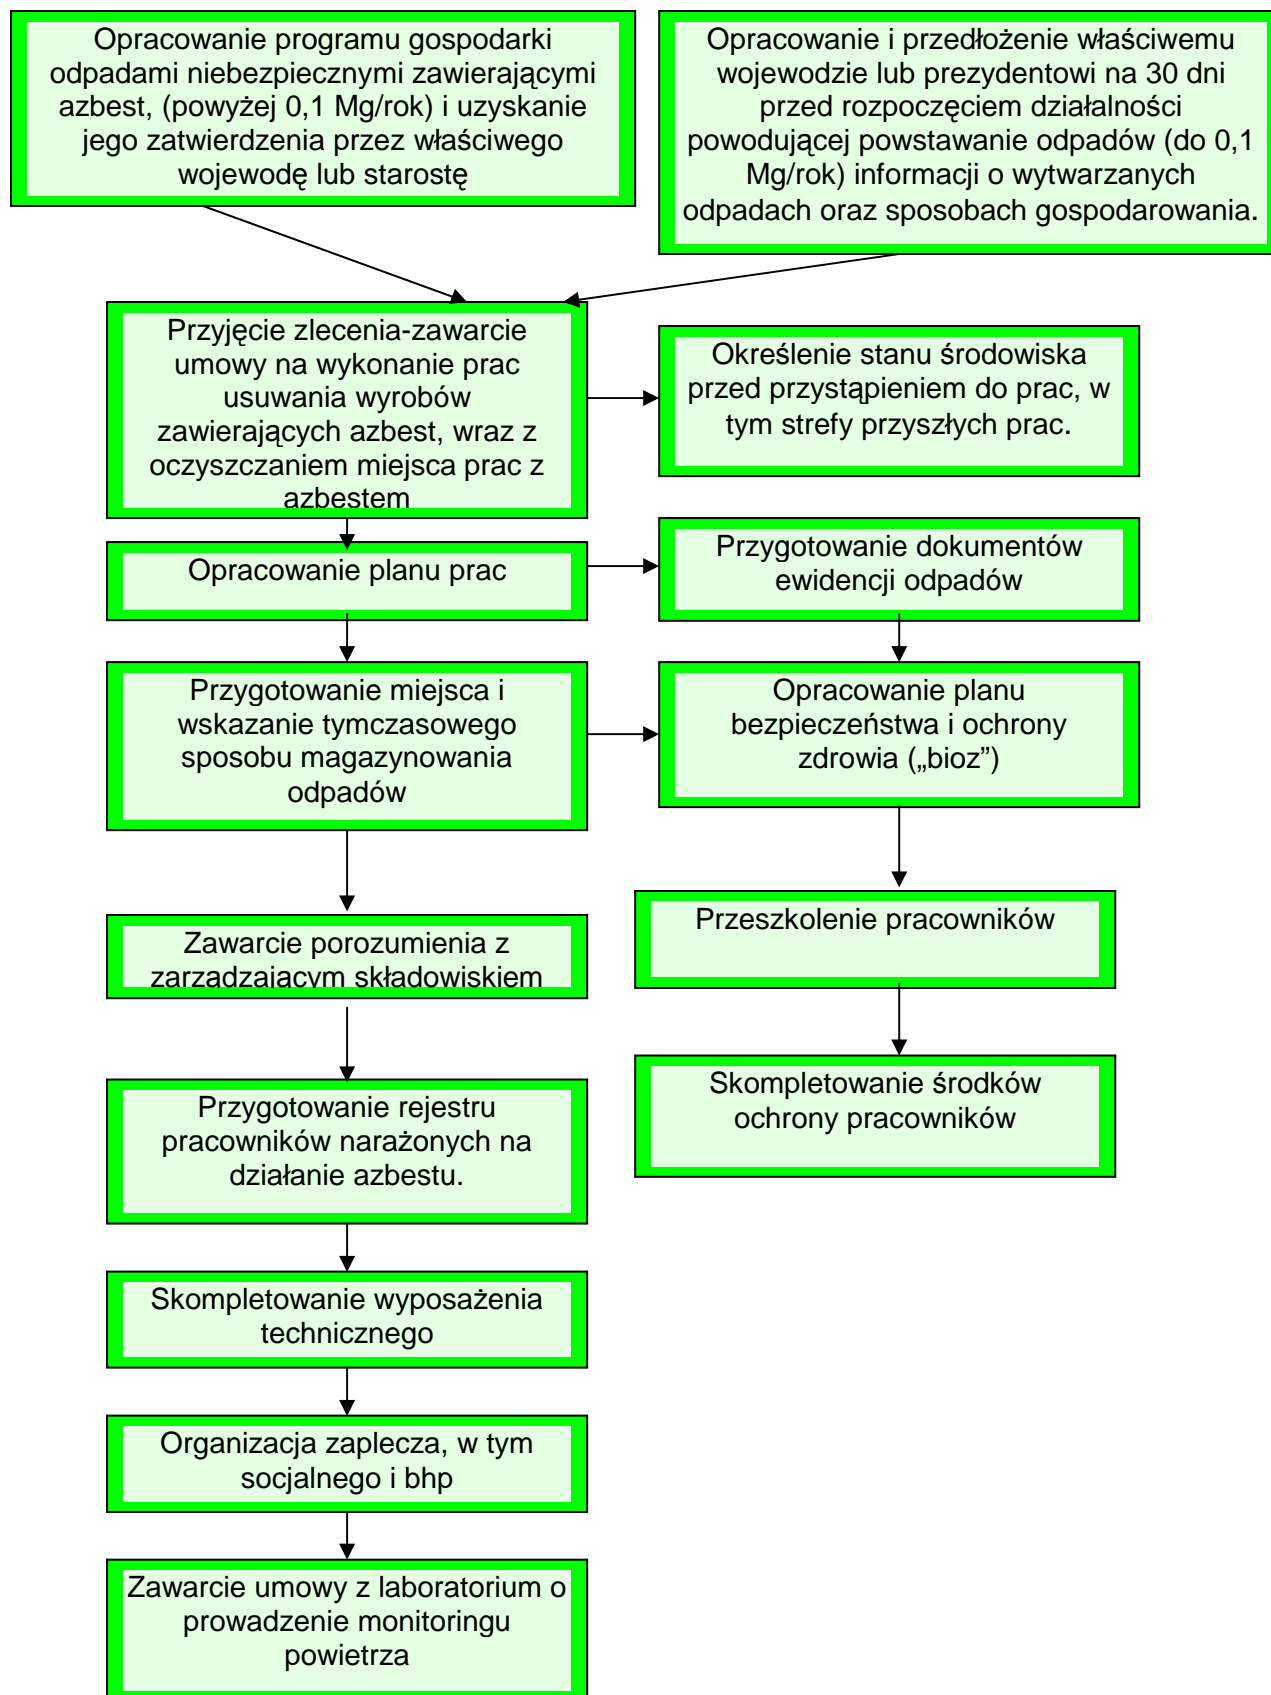 Opracowanie programu gospodarki
odpadami niebezpiecznymi zawierającymi
azbest, (powyżej 0,1 Mg/rok) i uzyskanie
jego zatwierdzenia przez właściwego
wojewodę lub starostę
Opracowanie i przedłożenie właściwemu
wojewodzie lub prezydentowi na 30 dni
przed rozpoczęciem działalności
powodującej powstawanie odpadów (do 0,1
Mg/rok) informacji o wytwarzanych
odpadach oraz sposobach gospodarowania.
Przyjęcie zlecenia-zawarcie
umowy na wykonanie prac
usuwania wyrobów
zawierających azbest, wraz z
oczyszczaniem miejsca prac z
azbestem
Określenie stanu środowiska
przed przystąpieniem do prac, w
tym strefy przyszłych prac.
Opracowanie planu prac
Przygotowanie dokumentów
ewidencji odpadów
Przygotowanie miejsca i
wskazanie tymczasowego
sposobu magazynowania
odpadów
Opracowanie planu
bezpieczeństwa i ochrony
zdrowia („bioz”)
Zawarcie porozumienia z
zarządzającym składowiskiem
Przeszkolenie pracowników
Przygotowanie rejestru
pracowników narażonych na
działanie azbestu.
Skompletowanie środków
ochrony pracowników
Skompletowanie wyposażenia
technicznego
Organizacja zaplecza, w tym
socjalnego i bhp
Zawarcie umowy z laboratorium o
prowadzenie monitoringu
powietrza